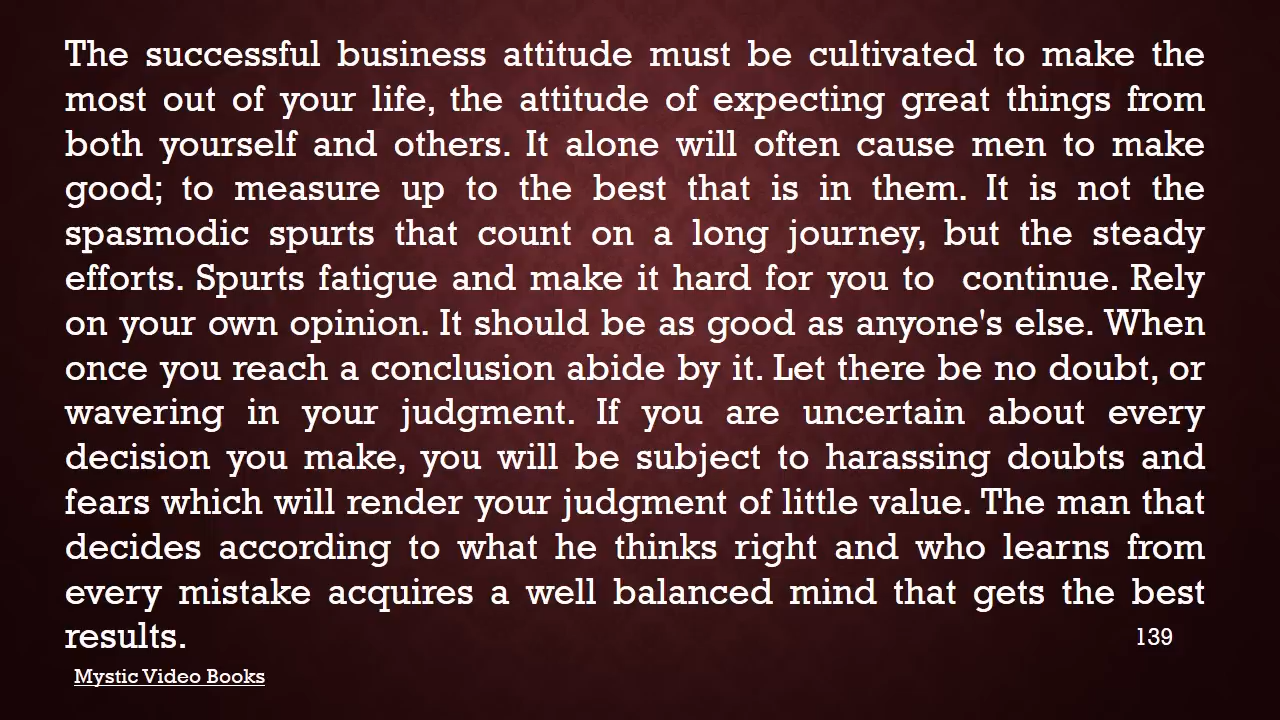 The successful business attitude must be cultivated to make the
most out of your life, the attitude of expecting great things from
both yourself and others. It alone will often cause men to make
good; to measure up to the best that is in them. It is not the
spasmodic spurts that count on a long journey, but the steady
efforts. Spurts fatigue and make it hard for you to  continue. Rely
on your own opinion. It should be as good as anyone's else. When
once you reach a conclusion abide by it. Let there be no doubt, or
wavering in your judgment. If you are uncertain about every
decision you make, you will be subject to harassing doubts and
fears which will render your judgment of little value. The man that
decides according to what he thinks right and who learns from
every mistake acquires a well balanced mind that gets the best
results.
139
Mystic Video Books